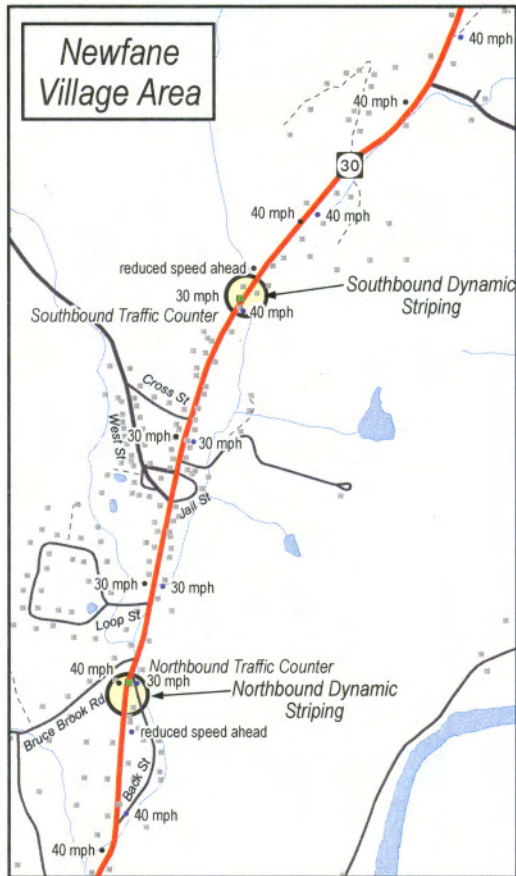 Newfane
Village Area
40 mph
40 mph
30
40 mph
40 mph
reduced speed ahead
30 mph
Southbound Dynamic
Striping
Southbound Traffic Counter
40 mph
Cross St
West St
30 mph
30 mph
Jail St
30 mph
30 mph
Loop St
Northbound Traffic Counter
40 mph
30 mph
Northbound Dynamic
Striping
Bruce Brook Rd
reduced speed ahead
Back St
40 mph
40 mph